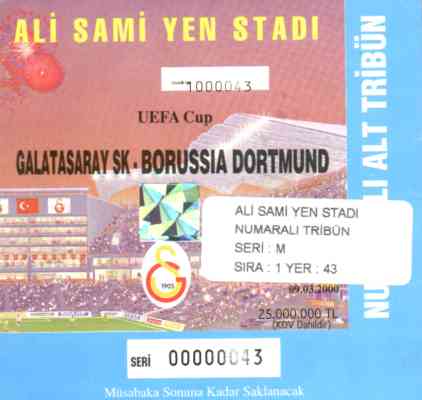 ALİ SAMİ YEN STADI
1000043
UEFA Cup
GALATASARAY SK - BORUSSIA DORTMUND
ALİ SAMİ YEN STADI
NUMARALI TRİBÜN
SERİ : M
SIRA : 1 YER : 43
1905
09.03.2000
25.000.000 TL
(KDV Dahildir)
SERİ 00000043
Müsabaka Sonuna Kadar Saklanacak
LI ALT TRİBÜN